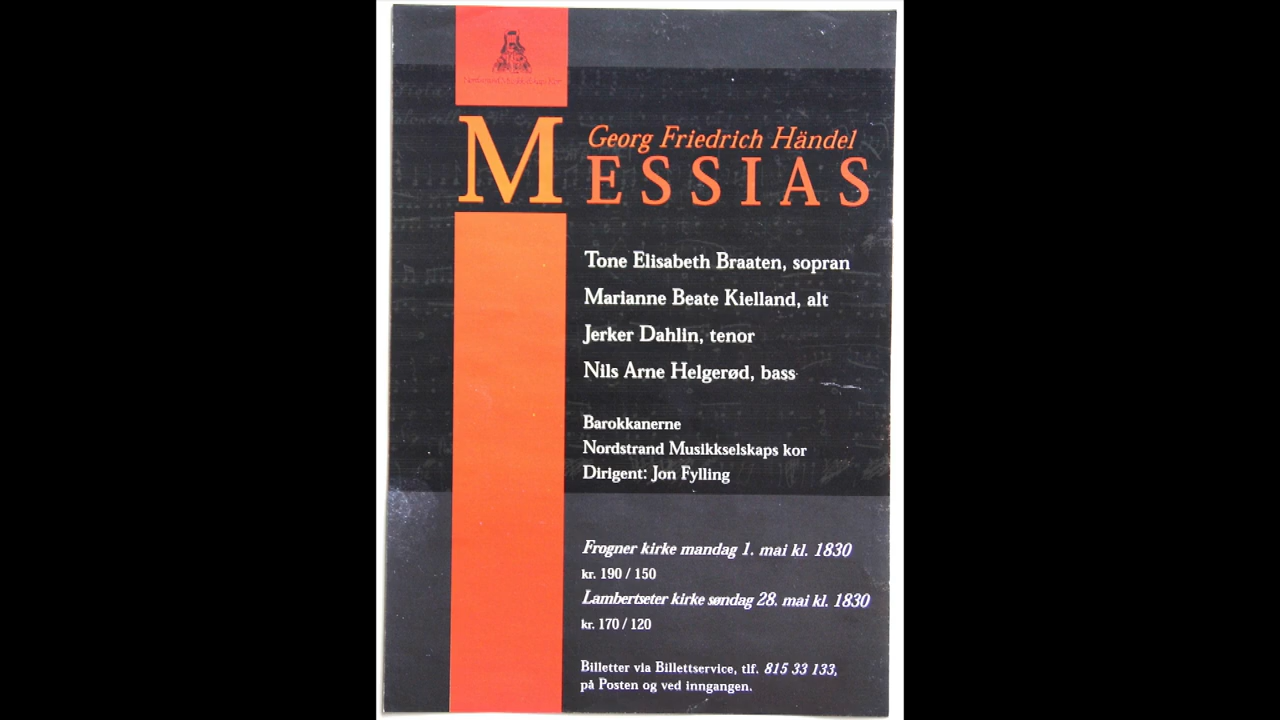 Georg Friedrich Händel
MESSIAS
Tone Elisabeth Braaten, sopran
Marianne Beate Kielland, alt
Jerker Dahlin, tenor
Nils Arne Helgerød, bass
Barokkanerne
Nordstrand Musikkselskaps kor
Dirigent: Jon Fylling
Frogner kirke mandag 1. mai kl. 1830
kr. 190 / 150
Lambertseter kirke søndag 28. mai kl. 1830
kr. 170 / 120
Billetter via Billettservice, tlf. 815 33 133,
på Posten og ved inngangen.